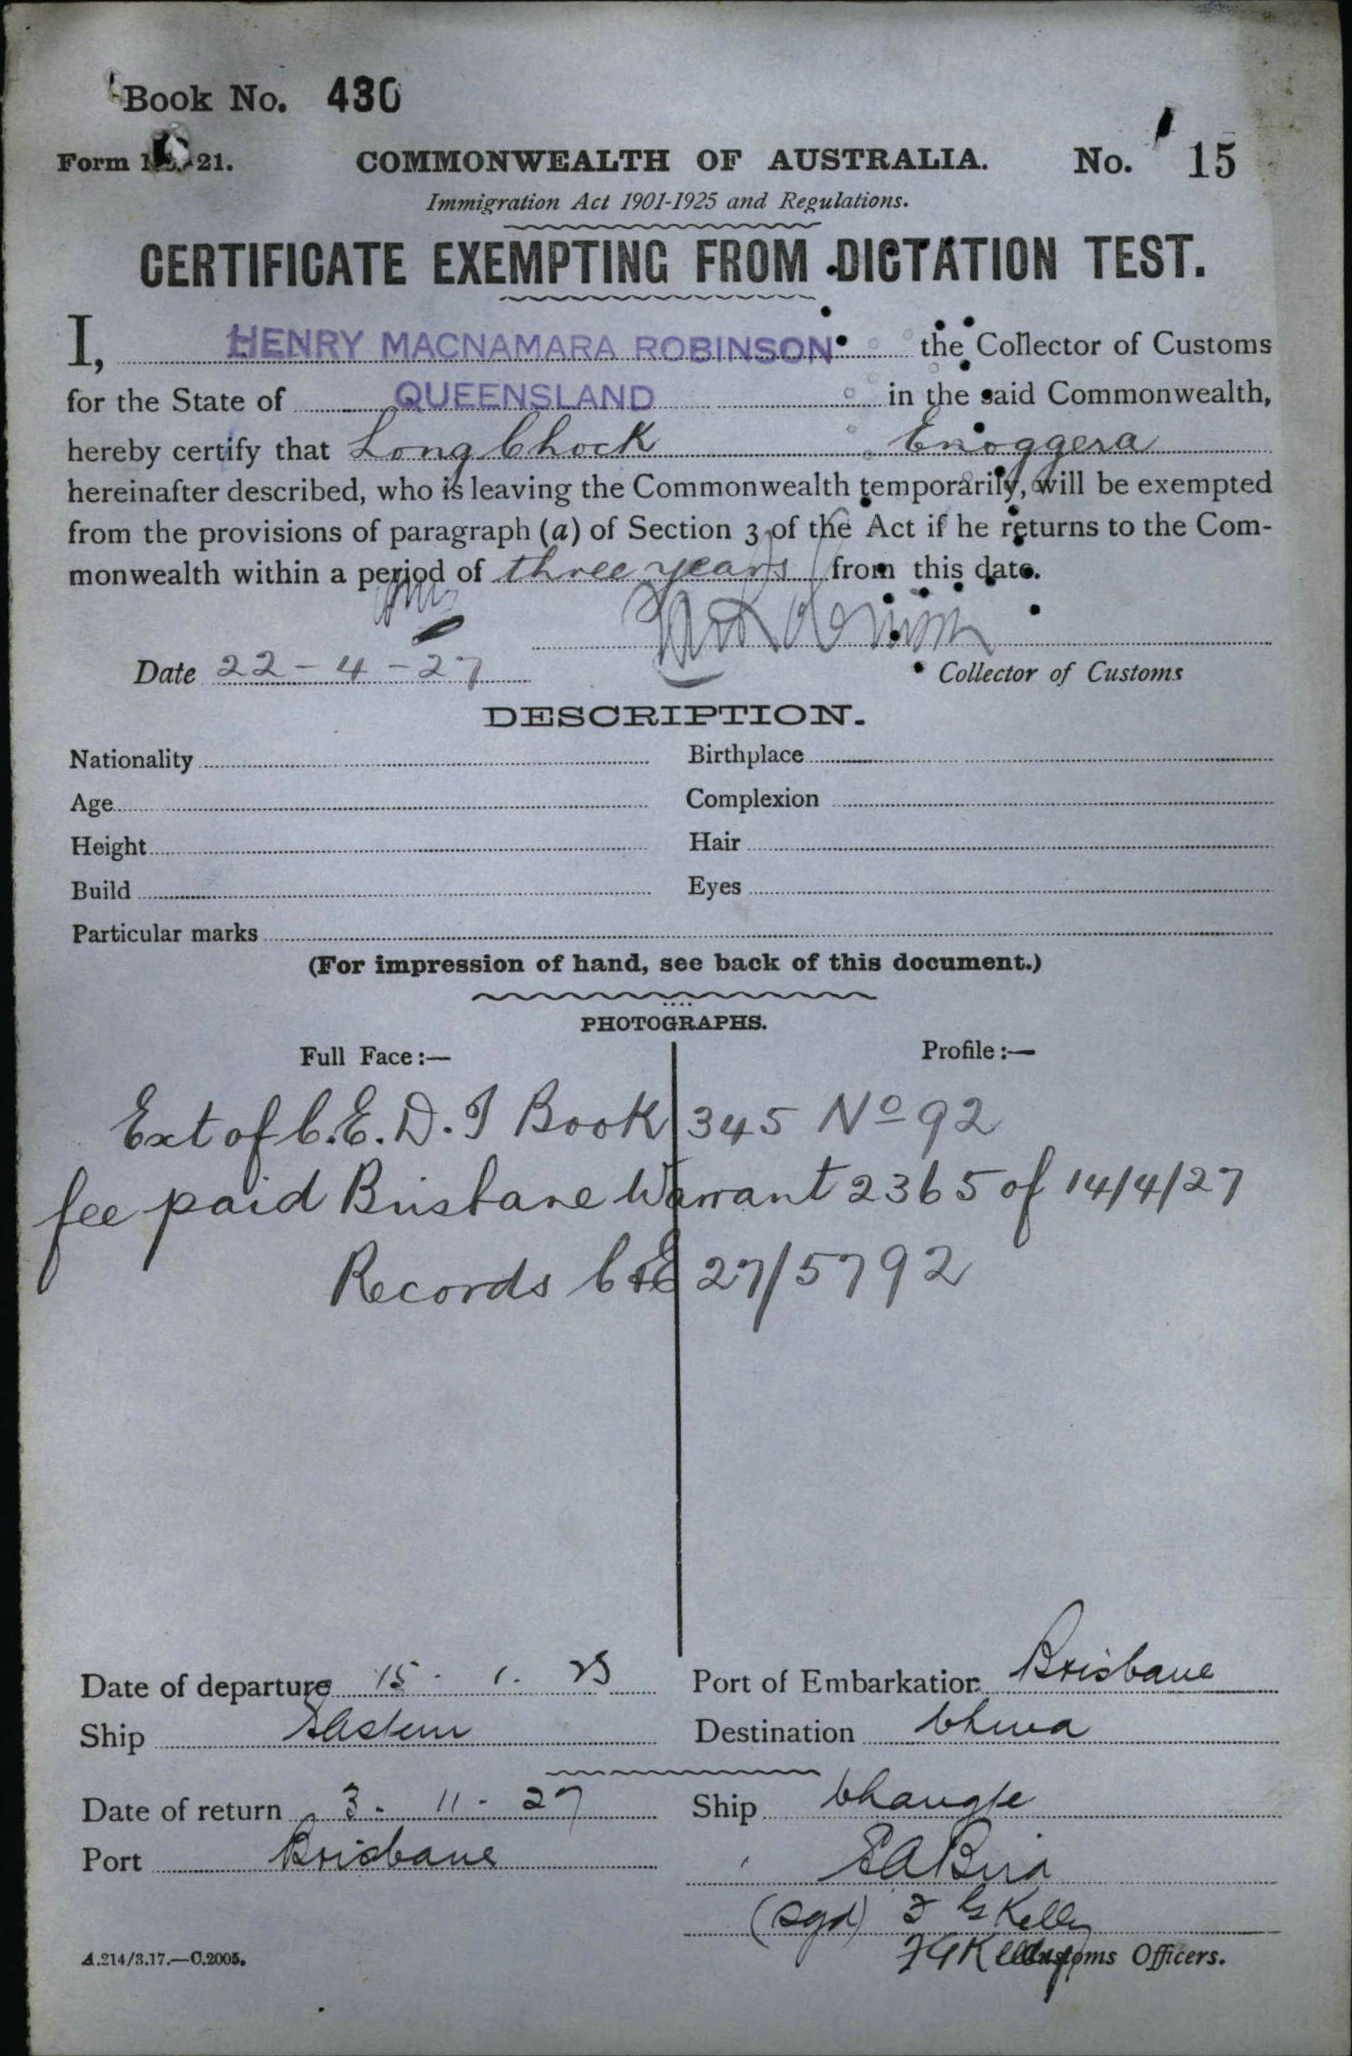 Book No. 430
Form 21. COMMONWEALTH OF AUSTRALIA. No. 15
Immigration Act 1901-1925 and Regulations.
CERTIFICATE EXEMPTING FROM DICTATION TEST.
I, HENRY MACNAMARA ROBINSON the Collector of Customs
for the State of QUEENSLAND in the said Commonwealth,
hereby certify that Long Chock Enoggera
hereinafter described, who is leaving the Commonwealth temporarily, will be exempted
from the provisions of paragraph (a) of Section 3 of the Act if he returns to the Com-
monwealth within a period of three years from this date.
Date 22-4-27
Collector of Customs
DESCRIPTION.
Nationality Birthplace
Age Complexion
Height Hair
Build Eyes
Particular marks
(For impression of hand, see back of this document.)
PHOTOGRAPHS.
Full Face:— Profile:—
Ext of C.E.D.T Book 345 No 92
fee paid Brisbane Warrant 2365 of 14/4/27
Records C&E 27/5792
Date of departure 15. 1. 25 Port of Embarkation Brisbane
Ship Eastern Destination China
Date of return 3. 11. 27 Ship Changte
Port Brisbane E A Bird
(sgd) F G Kelly
F G Kelly Customs Officers.
A.214/3.17.—C.2005.